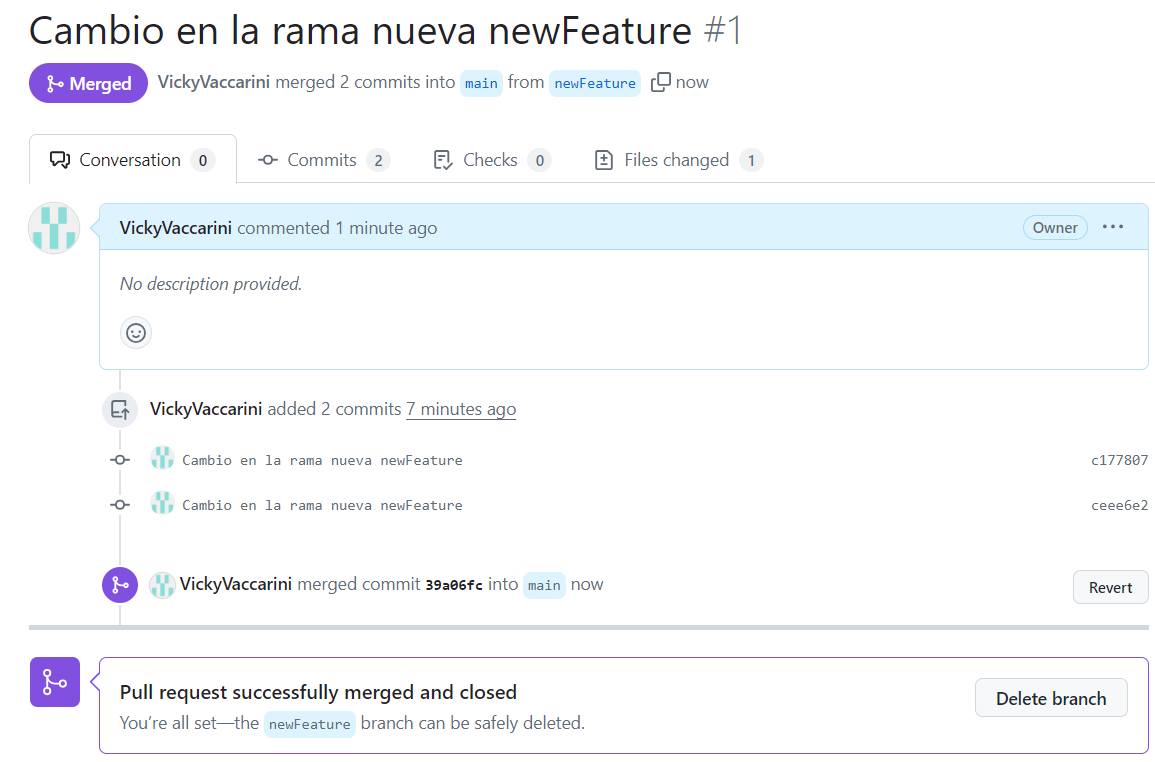 Cambio en la rama nueva newFeature #1
Merged VickyVaccarini merged 2 commits into main from newFeature now
Conversation 0 Commits 2 Checks 0 Files changed 1
VickyVaccarini commented 1 minute ago Owner
No description provided.
VickyVaccarini added 2 commits 7 minutes ago
Cambio en la rama nueva newFeature c177807
Cambio en la rama nueva newFeature ceee6e2
VickyVaccarini merged commit 39a06fc into main now Revert
Pull request successfully merged and closed
You’re all set—the newFeature branch can be safely deleted.
Delete branch